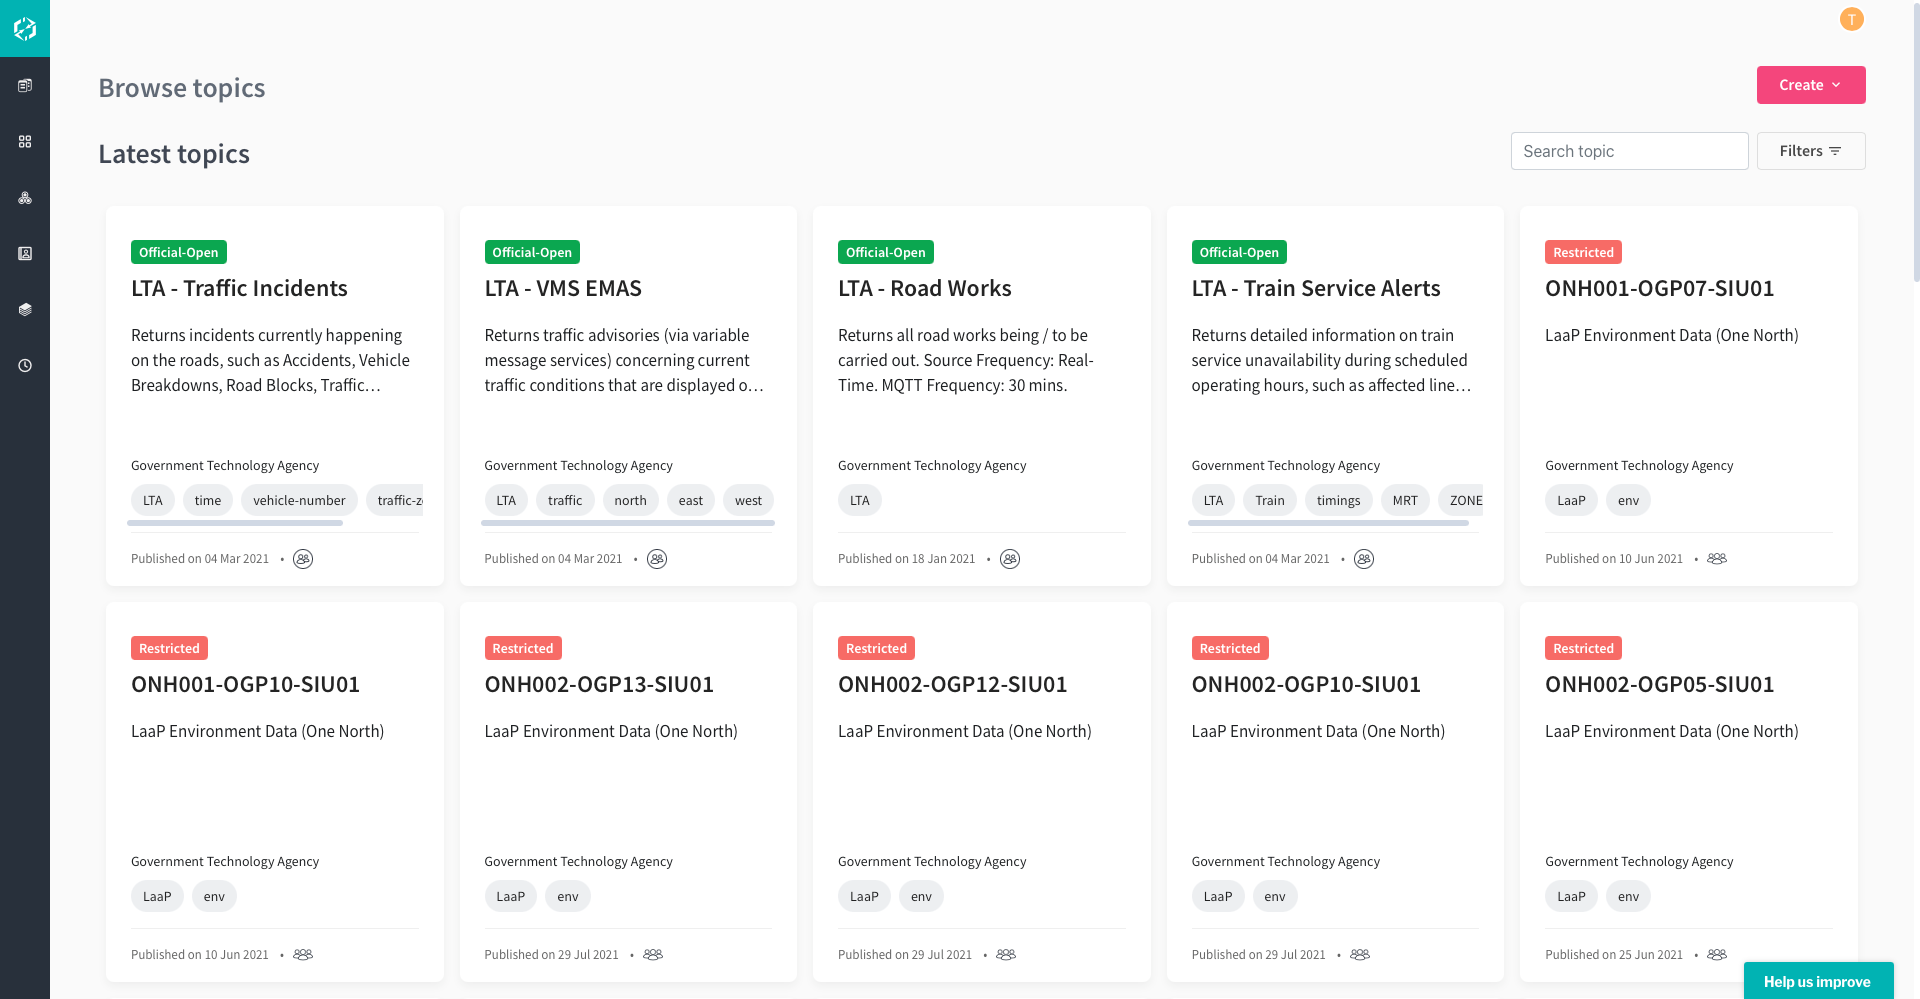 T
Browse topics
Create
Latest topics
Search topic
Filters
Official-Open
LTA - Traffic Incidents
Returns incidents currently happening
on the roads, such as Accidents, Vehicle
Breakdowns, Road Blocks, Traffic…
Government Technology Agency
LTA time vehicle-number traffic-z
Published on 04 Mar 2021 •
Official-Open
LTA - VMS EMAS
Returns traffic advisories (via variable
message services) concerning current
traffic conditions that are displayed o…
Government Technology Agency
LTA traffic north east west
Published on 04 Mar 2021 •
Official-Open
LTA - Road Works
Returns all road works being / to be
carried out. Source Frequency: Real-
Time. MQTT Frequency: 30 mins.
Government Technology Agency
LTA
Published on 18 Jan 2021 •
Official-Open
LTA - Train Service Alerts
Returns detailed information on train
service unavailability during scheduled
operating hours, such as affected line…
Government Technology Agency
LTA Train timings MRT ZONE
Published on 04 Mar 2021 •
Restricted
ONH001-OGP07-SIU01
LaaP Environment Data (One North)
Government Technology Agency
LaaP env
Published on 10 Jun 2021 •
Restricted
ONH001-OGP10-SIU01
LaaP Environment Data (One North)
Government Technology Agency
LaaP env
Published on 10 Jun 2021 •
Restricted
ONH002-OGP13-SIU01
LaaP Environment Data (One North)
Government Technology Agency
LaaP env
Published on 29 Jul 2021 •
Restricted
ONH002-OGP12-SIU01
LaaP Environment Data (One North)
Government Technology Agency
LaaP env
Published on 29 Jul 2021 •
Restricted
ONH002-OGP10-SIU01
LaaP Environment Data (One North)
Government Technology Agency
LaaP env
Published on 29 Jul 2021 •
Restricted
ONH002-OGP05-SIU01
LaaP Environment Data (One North)
Government Technology Agency
LaaP env
Published on 25 Jun 2021 •
Help us improve